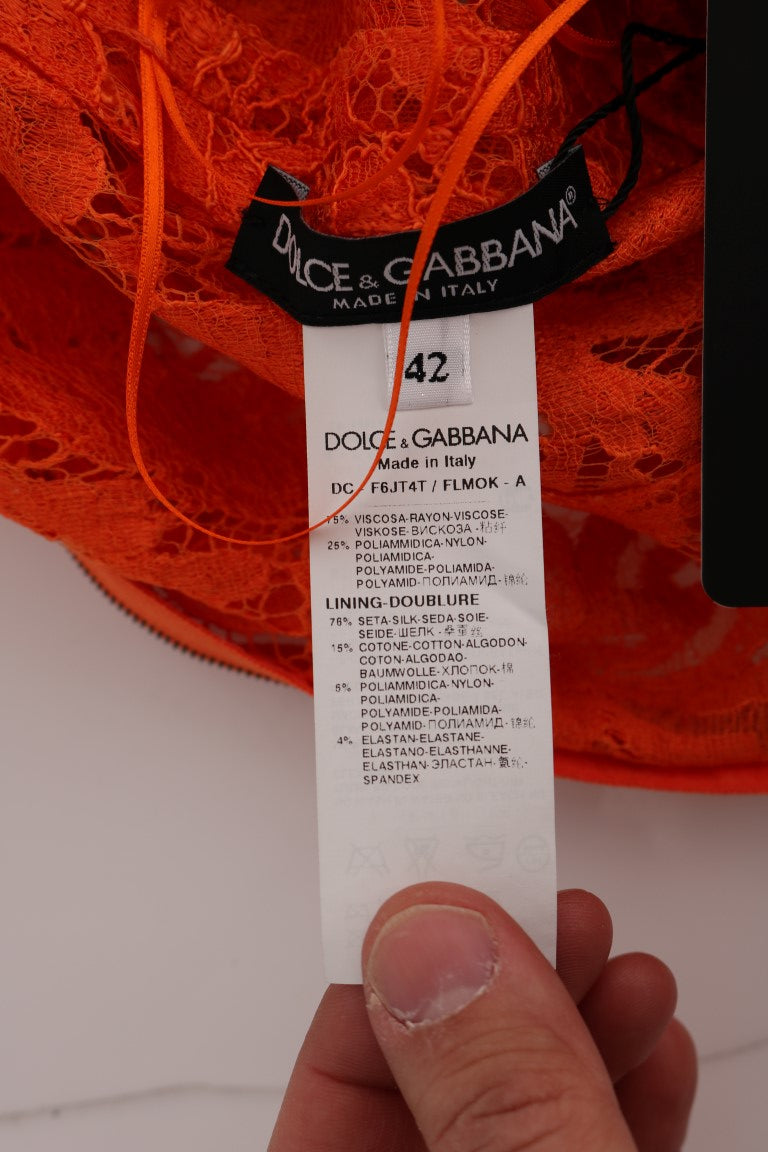 DOLCE & GABBANA®
MADE IN ITALY
42
DOLCE & GABBANA
Made in Italy
DC - F6JT4T / FLMOK - A
75% VISCOSA-RAYON-VISCOSE-
VISKOSE-ВИСКОЗА -粘纤
25% POLIAMMIDICA-NYLON-
POLIAMIDICA-
POLYAMIDE-POLIAMIDA-
POLYAMID-ПОЛИАМИД-锦纶
LINING-DOUBLURE
76% SETA-SILK-SEDA-SOIE-
SEIDE-ШЕЛК -桑蚕丝
15% COTONE-COTTON-ALGODON-
COTON-ALGODAO-
BAUMWOLLE-ХЛОПОК-棉
5% POLIAMMIDICA-NYLON-
POLIAMIDICA-
POLYAMIDE-POLIAMIDA-
POLYAMID-ПОЛИАМИД-锦纶
4% ELASTAN-ELASTANE-
ELASTANO-ELASTHANNE-
ELASTHAN-ЭЛАСТАН-氨纶-
SPANDEX